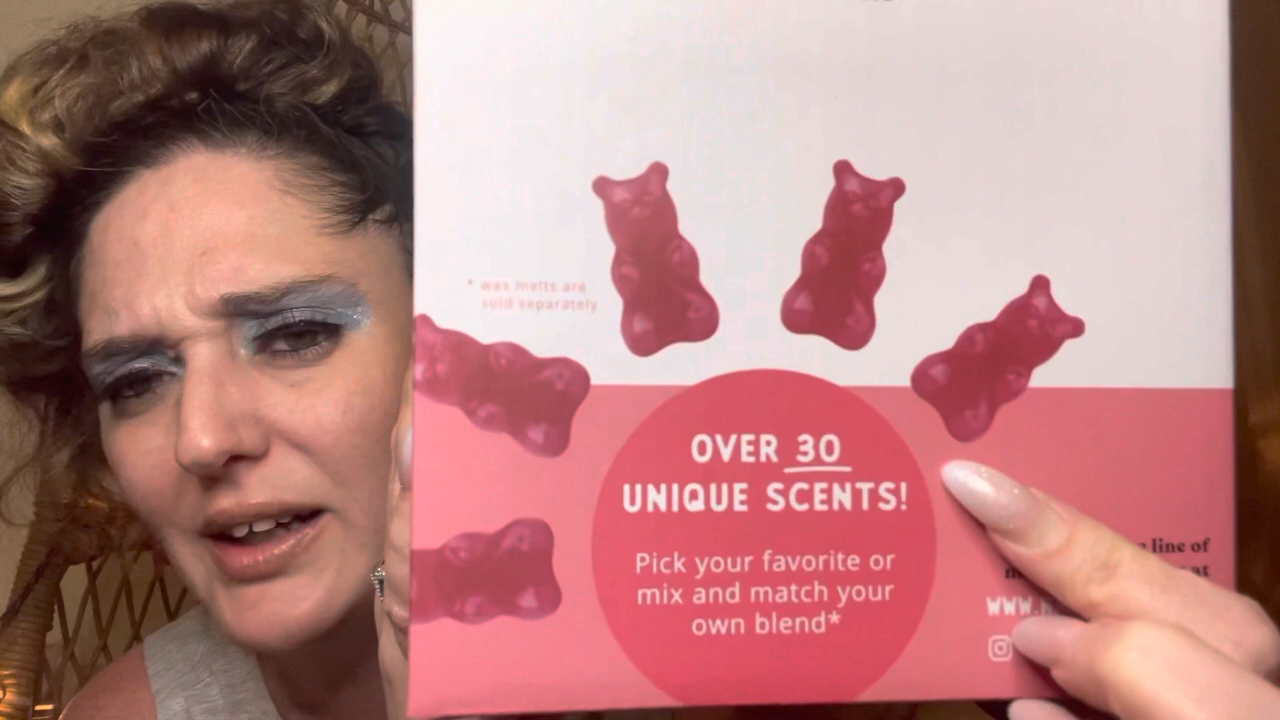 * wax melts are
sold separately
OVER 30
UNIQUE SCENTS!
Pick your favorite or
mix and match your
own blend*
line of
at
WWW.